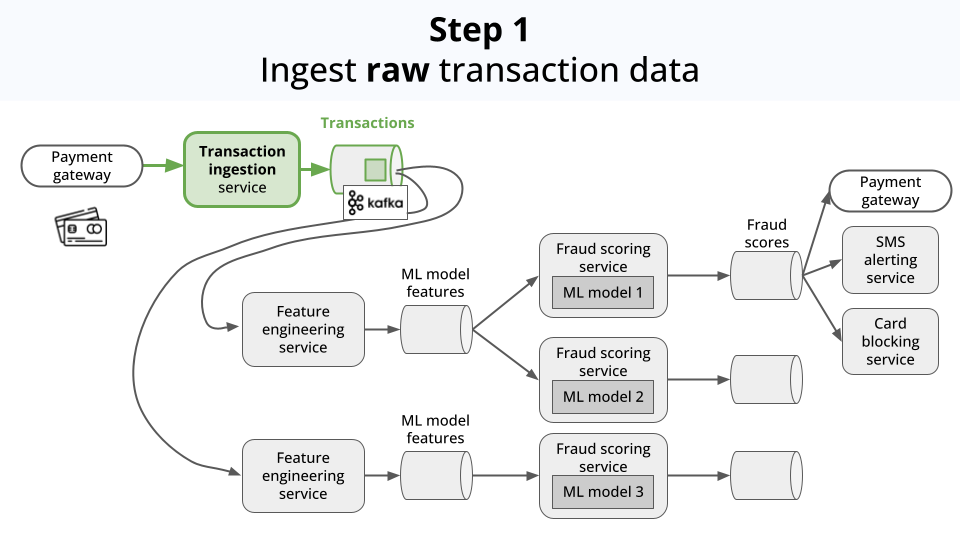 Step 1
Ingest raw transaction data
Transactions
Payment
gateway
Transaction
ingestion
service
kafka
Payment
gateway
Fraud
scores
SMS
alerting
service
Card
blocking
service
ML model
features
Fraud scoring
service
ML model 1
Feature
engineering
service
Fraud scoring
service
ML model 2
ML model
features
Feature
engineering
service
Fraud scoring
service
ML model 3